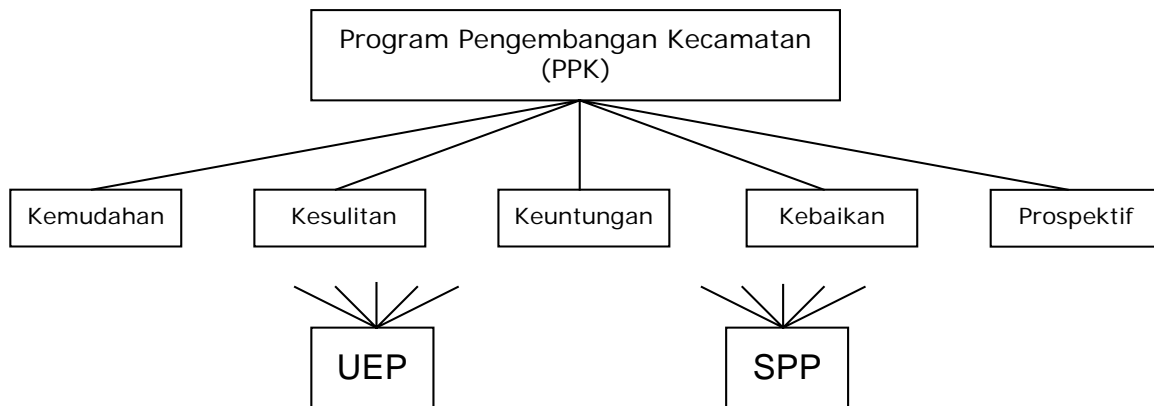 Program Pengembangan Kecamatan
(PPK)
Kemudahan
Kesulitan
Keuntungan
Kebaikan
Prospektif
UEP
SPP